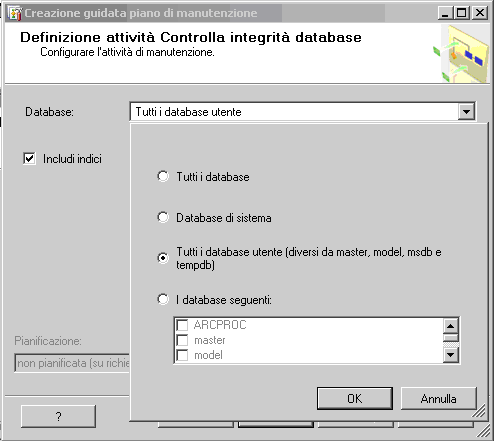 Creazione guidata piano di manutenzione
Definizione attività Controlla integrità database
Configurare l'attività di manutenzione.
Database:
Tutti i database utente
Includi indici
Tutti i database
Database di sistema
Tutti i database utente (diversi da master, model, msdb e
tempdb)
I database seguenti:
ARCPROC
master
model
Pianificazione:
non pianificata (su richie
OK
Annulla
?